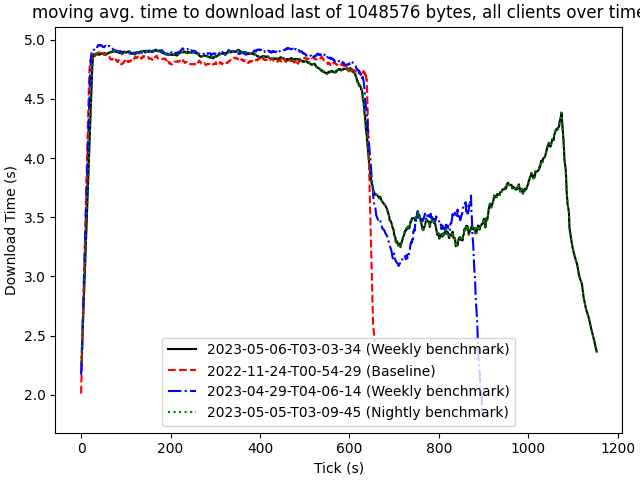 moving avg. time to download last of 1048576 bytes, all clients over time
5.0
4.5
4.0
3.5
3.0
2.5
2.0
Download Time (s)
2023-05-06-T03-03-34 (Weekly benchmark)
2022-11-24-T00-54-29 (Baseline)
2023-04-29-T04-06-14 (Weekly benchmark)
2023-05-05-T03-09-45 (Nightly benchmark)
0 200 400 600 800 1000 1200
Tick (s)